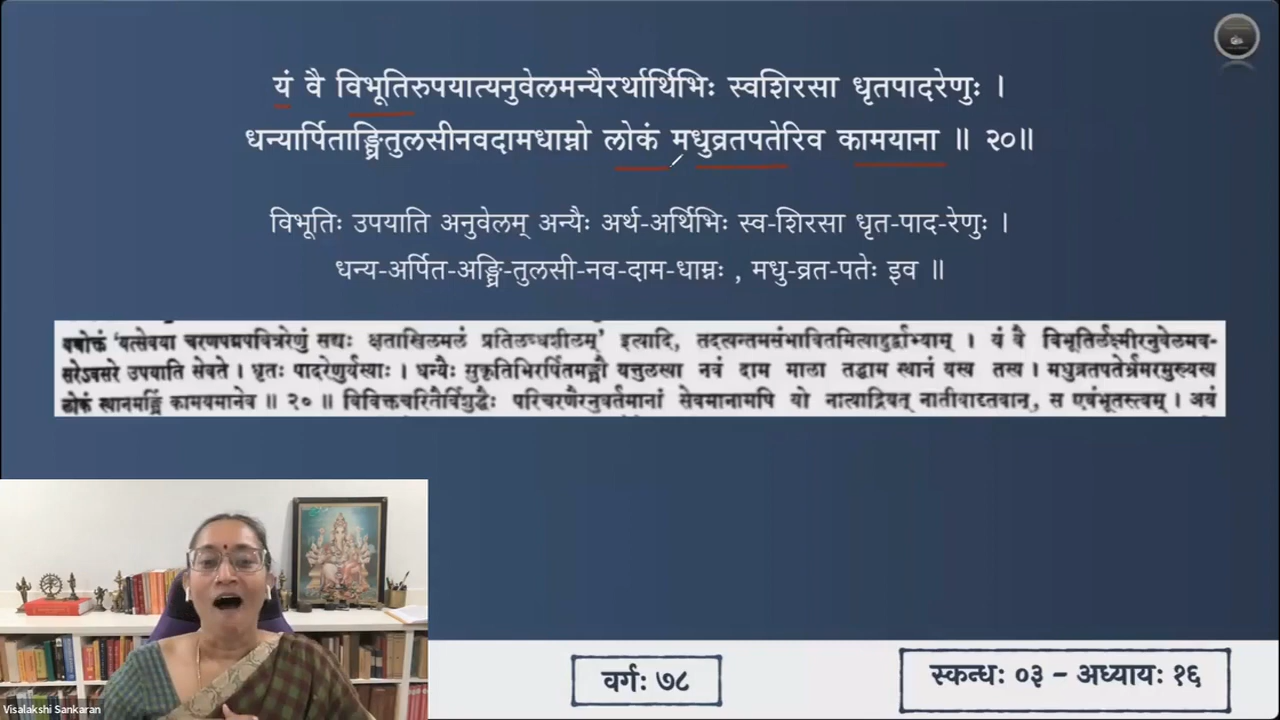 यं वै विभूतिरुपयात्यनुवेलमन्यैरर्थार्थिभिः स्वशिरसा धृतपादरेणुः ।
धन्यार्पिताङ्घ्रितुलसीनवदामधाम्नो लोकं मधुव्रतपतेरिव कामयाना ॥ २०॥
विभूतिः उपयाति अनुवेलम् अन्यैः अर्थ-अर्थिभिः स्व-शिरसा धृत-पाद-रेणुः ।
धन्य-अर्पित-अङ्घ्रि-तुलसी-नव-दाम-धाम्नः , मधु-व्रत-पतेः इव ॥
यच्चोक्तं ‘यत्सेवया चरणपद्मपवित्ररेणुं सद्यः क्षताखिलमलं प्रतिलब्धशीलम्’ इत्यादि, तदत्यन्तमसंभावितमित्याहुर्द्वाभ्याम् । यं वै विभूतिर्लक्ष्मीरनुवेलमव-
सरेऽवसरे उपयाति सेवते । धृतः पादरेणुर्यस्याः । धन्यैः सुकृतिभिरर्पितमङ्घ्रौ यत्तुलस्या नवं दाम माला तद्धाम स्थानं यस्य तस्य । मधुव्रतपतेर्भ्रमरमुख्यस्य
लोकं स्थानमङ्घ्रिं कामयमानेव ॥ २० ॥ विविक्तचरितैर्विशुद्धैः परिचरणैरनुवर्तमानां सेवमानामपि यो नात्याद्रियत् नातीवादृतवान्, स एवंभूतस्त्वम् । अयं
Visalakshi Sankaran
वर्गः ७८
स्कन्धः ०३ – अध्यायः १६